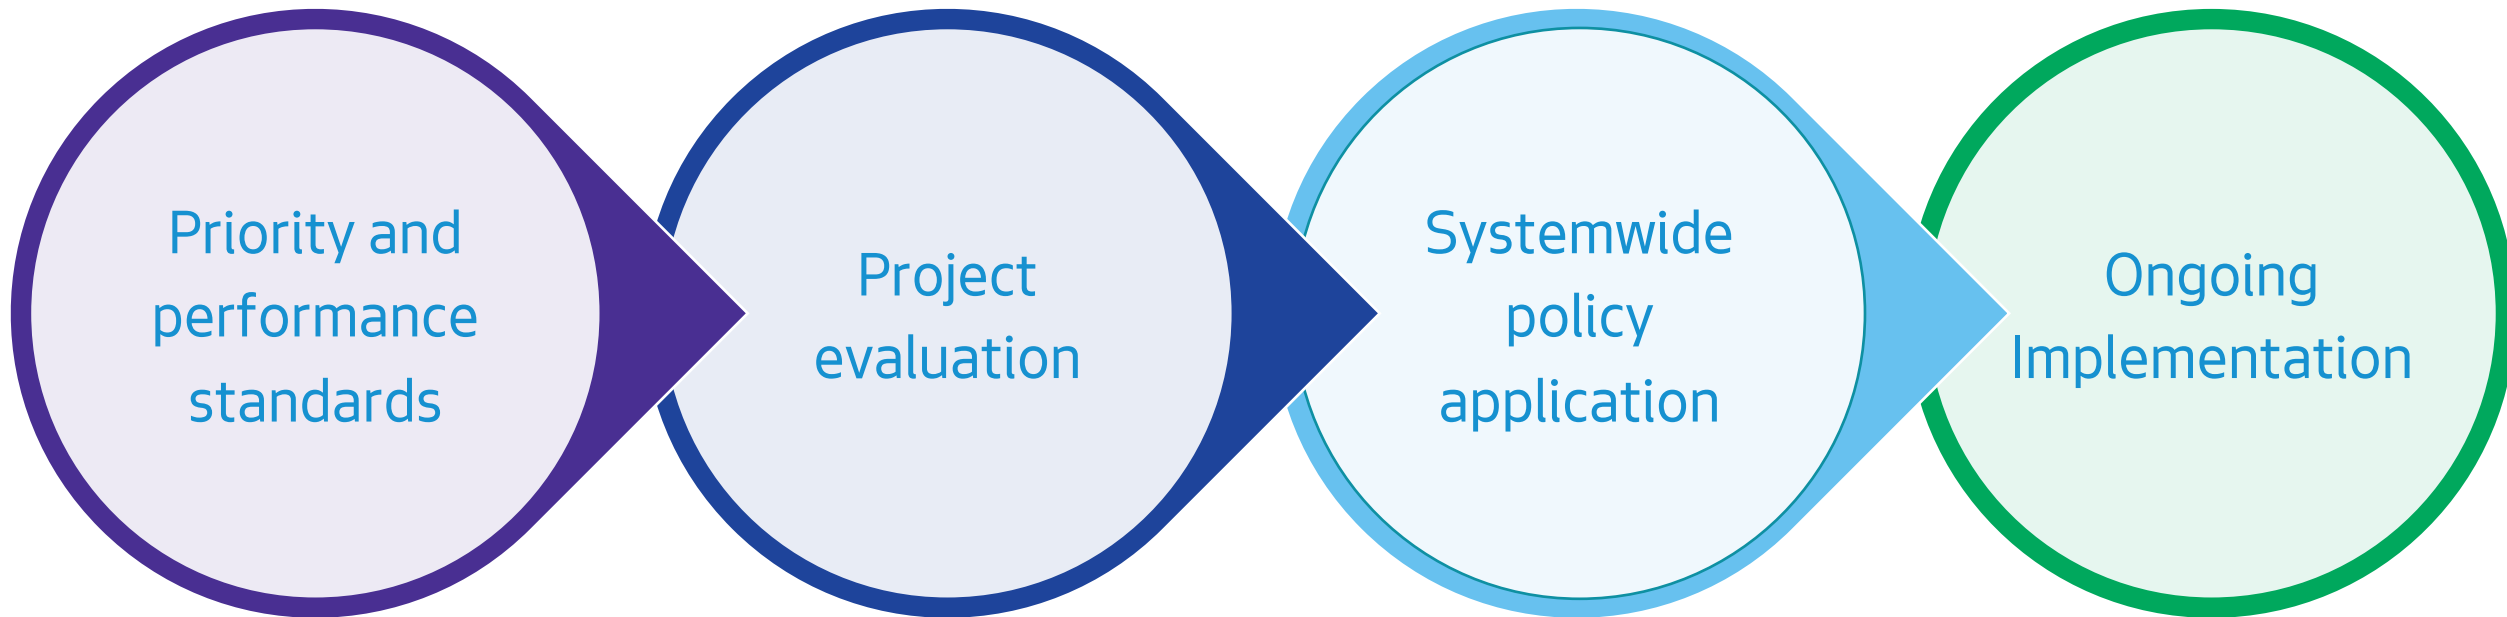 Priority and
performance
standards
Project
evaluation
Systemwide
policy
application
Ongoing
Implementation